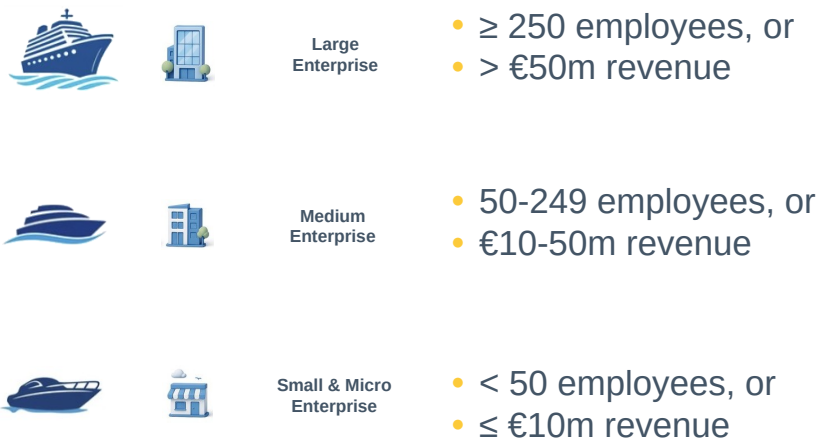 Large
Enterprise
• ≥ 250 employees, or
• > €50m revenue
Medium
Enterprise
• 50-249 employees, or
• €10-50m revenue
Small & Micro
Enterprise
• < 50 employees, or
• ≤ €10m revenue